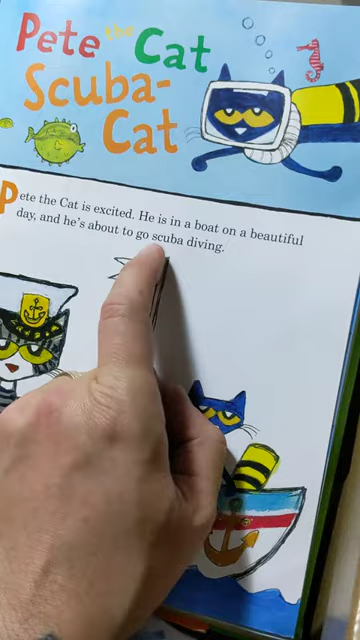 Pete the Cat
Scuba-
Cat
Pete the Cat is excited. He is in a boat on a beautiful
day, and he's about to go scuba diving.